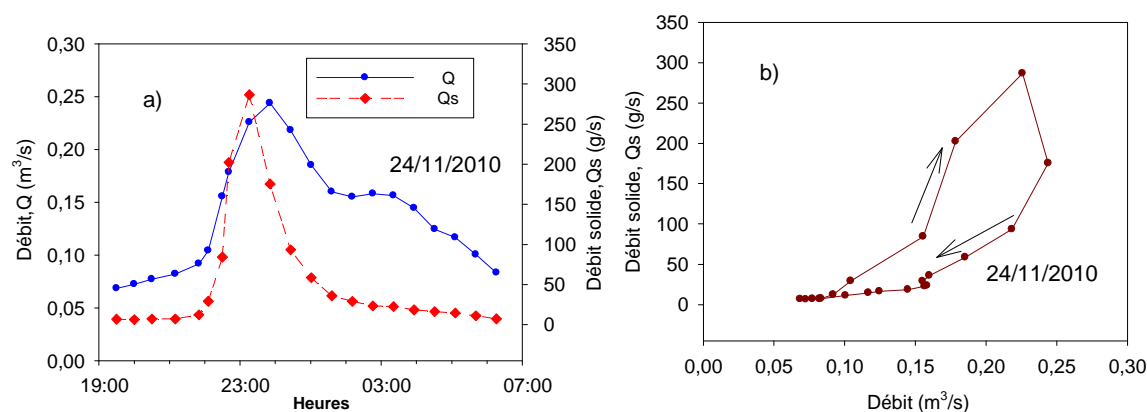 a)
Q
Qs
24/11/2010
Débit,Q (m³/s)
0,30
0,25
0,20
0,15
0,10
0,05
0,00
Débit solide,Qs (g/s)
350
300
250
200
150
100
50
0
19:00 23:00 03:00 07:00
Heures
b)
24/11/2010
Débit solide, Qs (g/s)
350
300
250
200
150
100
50
0
0,00 0,05 0,10 0,15 0,20 0,25 0,30
Débit (m³/s)